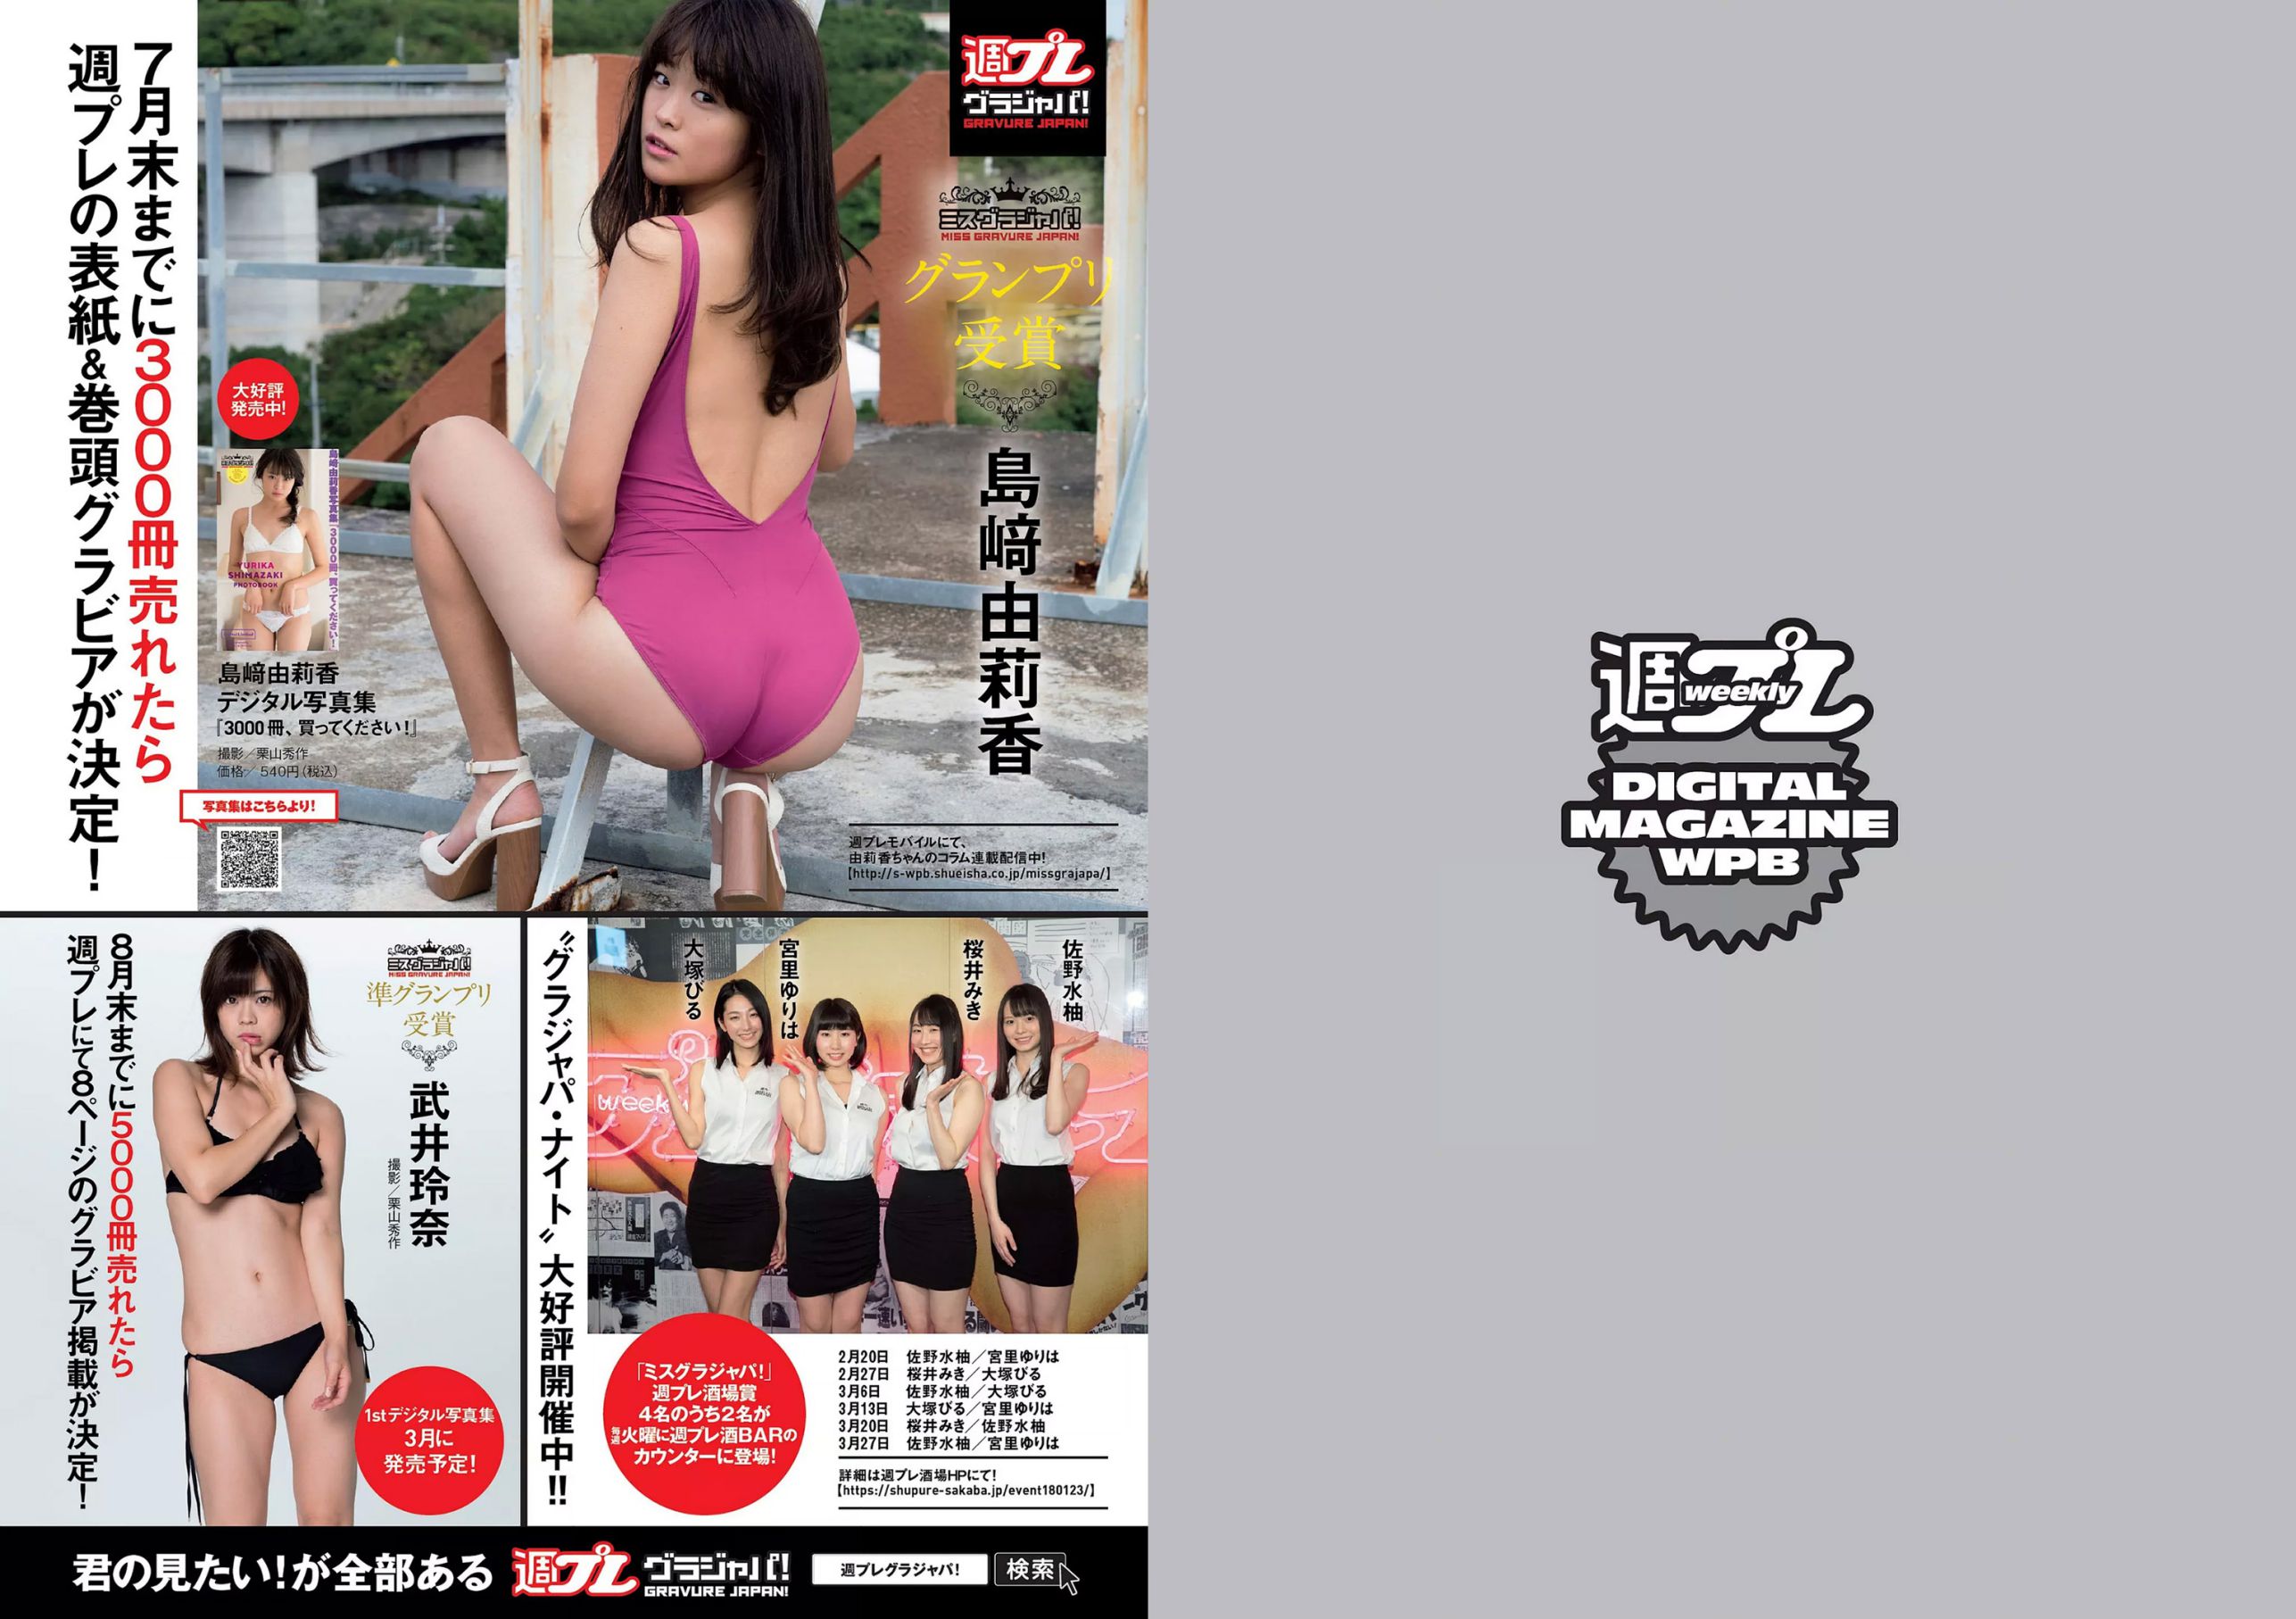 7月末までに3000冊売れたら
週プレの表紙&巻頭グラビアが決定!
週プレ
グラジャパ!
GRAVURE JAPAN!
ミスグラジャパ!
MISS GRAVURE JAPAN!
グランプリ
受賞
島﨑由莉香
大好評
発売中!
島﨑由莉香写真集「3000冊、買ってください!」
YURIKA
SHIMAZAKI
PHOTOBOOK
島﨑由莉香
デジタル写真集
『3000冊、買ってください!』
撮影/栗山秀作
価格/540円(税込)
写真集はこちらより!
週プレモバイルにて、
由莉香ちゃんのコラム連載配信中!
【http://s-wpb.shueisha.co.jp/missgrajapa/】
8月末までに5000冊売れたら
週プレにて8ページのグラビア掲載が決定!
ミスグラジャパ!
MISS GRAVURE JAPAN!
準グランプリ
受賞
武井玲奈
撮影/栗山秀作
1stデジタル写真集
3月に
発売予定!
〝グラジャパ・ナイト〟大好評開催中!!
大塚びる
宮里ゆりは
桜井みき
佐野水柚
「ミスグラジャパ!」
週プレ酒場賞
4名のうち2名が
毎週火曜に週プレ酒BARの
カウンターに登場!
2月20日 佐野水柚/宮里ゆりは
2月27日 桜井みき/大塚びる
3月6日 佐野水柚/大塚びる
3月13日 大塚びる/宮里ゆりは
3月20日 桜井みき/佐野水柚
3月27日 佐野水柚/宮里ゆりは
詳細は週プレ酒場HPにて!
【https://shupure-sakaba.jp/event180123/】
君の見たい!が全部ある
週プレ
グラジャパ!
GRAVURE JAPAN!
週プレグラジャパ!
検索
週プレ
weekly
DIGITAL
MAGAZINE
WPB